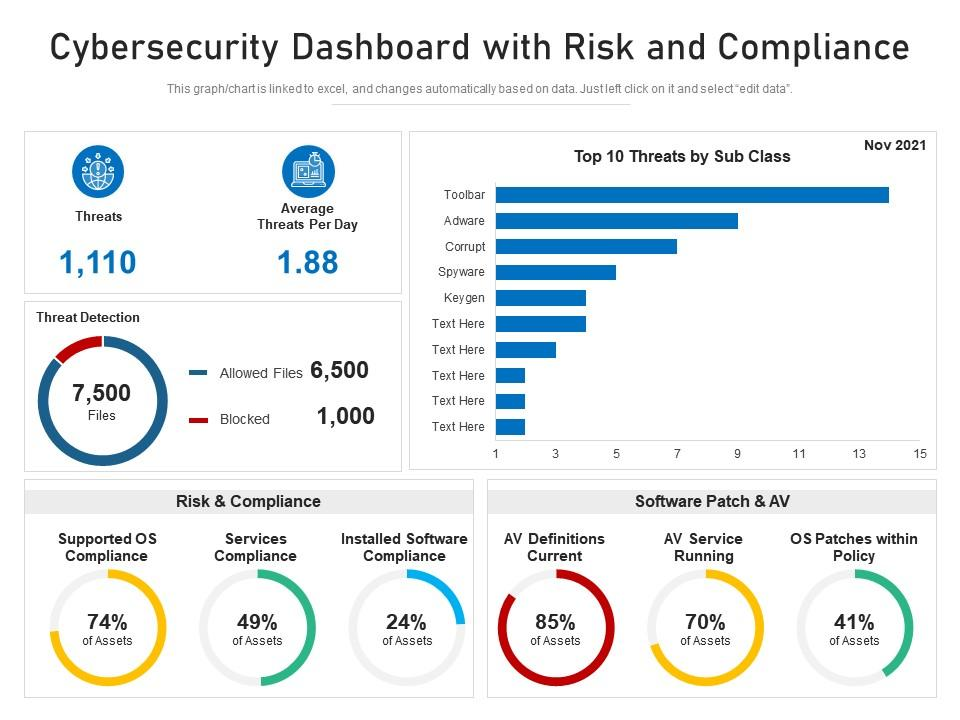 Cybersecurity Dashboard with Risk and Compliance
This graph/chart is linked to excel, and changes automatically based on data. Just left click on it and select “edit data”.
Threats
1,110
Average
Threats Per Day
1.88
Threat Detection
7,500
Files
Allowed Files 6,500
Blocked 1,000
Nov 2021
Top 10 Threats by Sub Class
Toolbar
Adware
Corrupt
Spyware
Keygen
Text Here
Text Here
Text Here
Text Here
Text Here
1 3 5 7 9 11 13 15
Risk & Compliance
Supported OS
Compliance
74%
of Assets
Services
Compliance
49%
of Assets
Installed Software
Compliance
24%
of Assets
Software Patch & AV
AV Definitions
Current
85%
of Assets
AV Service
Running
70%
of Assets
OS Patches within
Policy
41%
of Assets